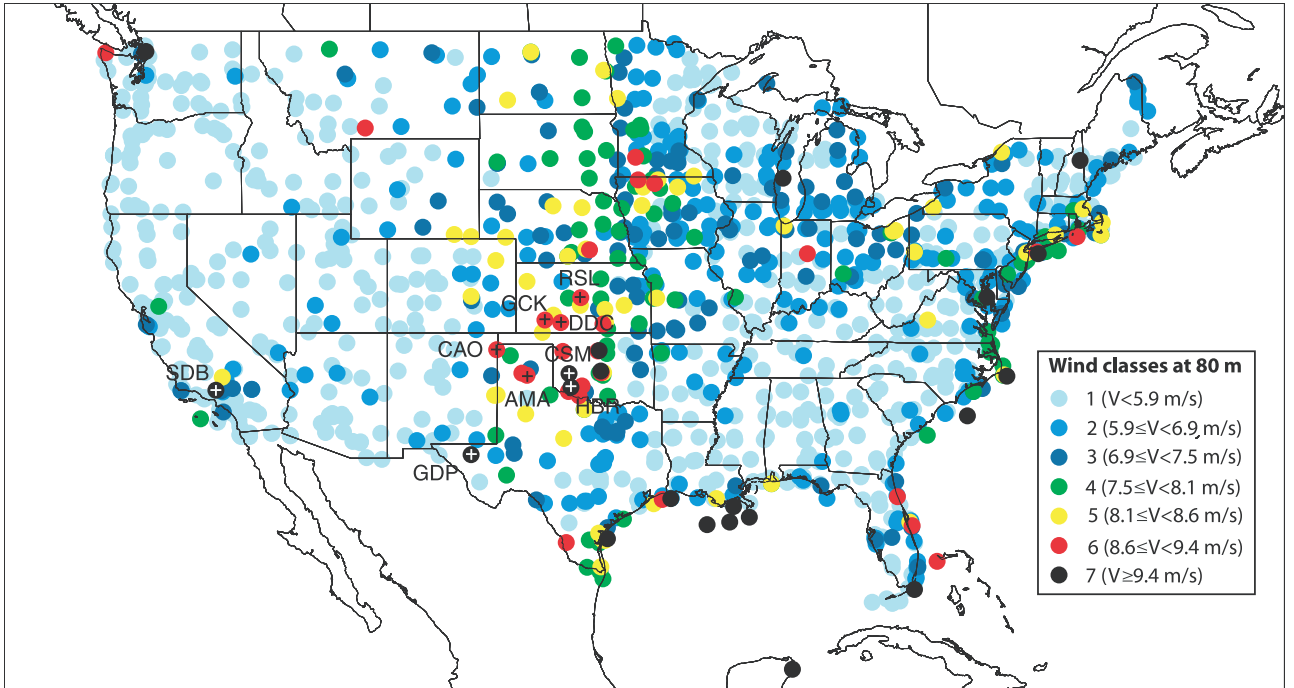 RSL
GCK
DDC
CAO
CSM
SDB
AMA
HBR
GDP
Wind classes at 80 m
1 (V<5.9 m/s)
2 (5.9≤V<6.9 m/s)
3 (6.9≤V<7.5 m/s)
4 (7.5≤V<8.1 m/s)
5 (8.1≤V<8.6 m/s)
6 (8.6≤V<9.4 m/s)
7 (V≥9.4 m/s)